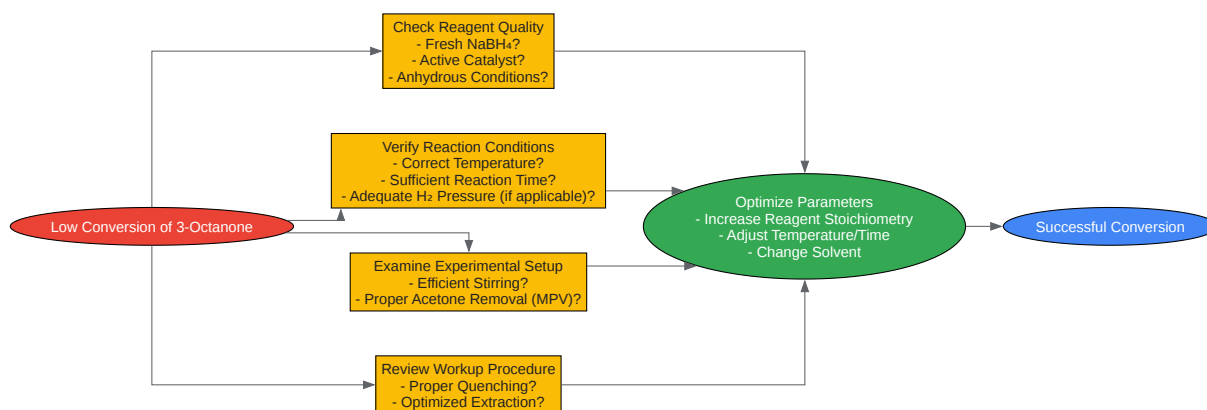 Check Reagent Quality
- Fresh NaBH₄?
- Active Catalyst?
- Anhydrous Conditions?
Verify Reaction Conditions
- Correct Temperature?
- Sufficient Reaction Time?
- Adequate H₂ Pressure (if applicable)?
Low Conversion of 3-Octanone
Examine Experimental Setup
- Efficient Stirring?
- Proper Acetone Removal (MPV)?
Review Workup Procedure
- Proper Quenching?
- Optimized Extraction?
Optimize Parameters
- Increase Reagent Stoichiometry
- Adjust Temperature/Time
- Change Solvent
Successful Conversion